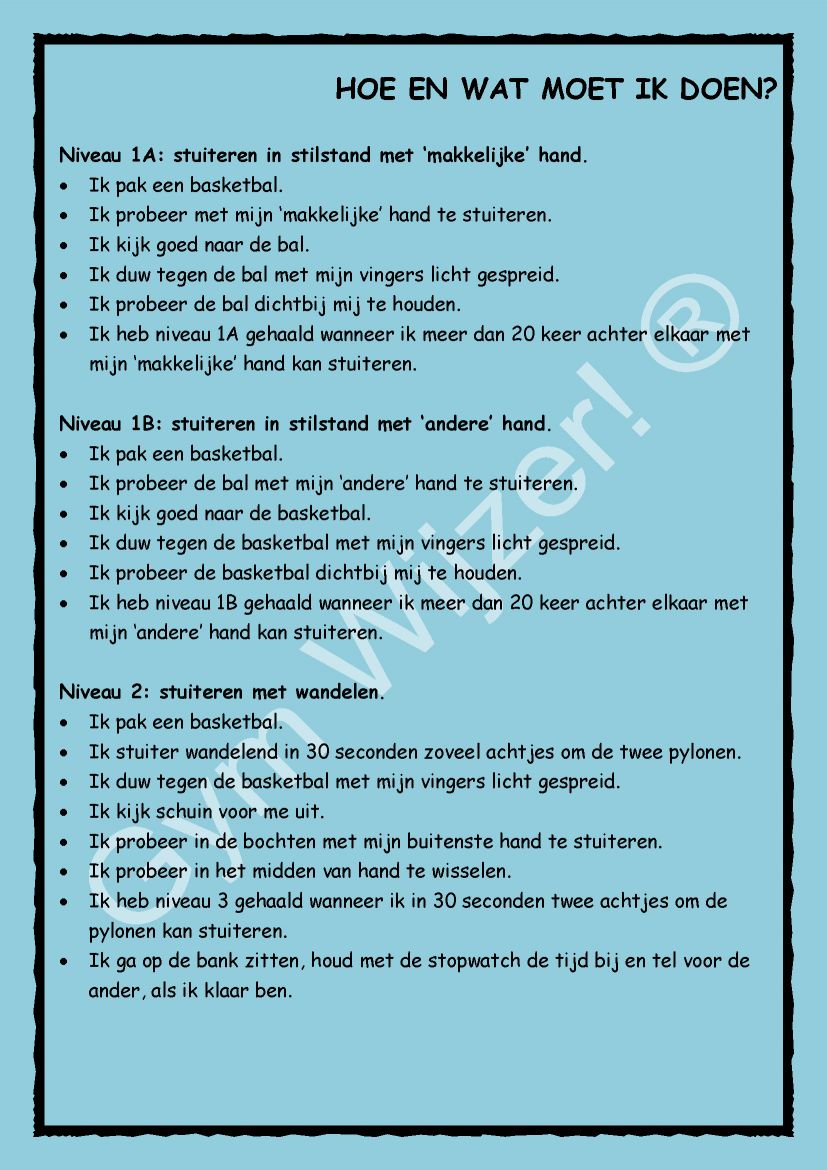 HOE EN WAT MOET IK DOEN?
Niveau 1A: stuiteren in stilstand met ‘makkelijke’ hand.
• Ik pak een basketbal.
• Ik probeer met mijn ‘makkelijke’ hand te stuiteren.
• Ik kijk goed naar de bal.
• Ik duw tegen de bal met mijn vingers licht gespreid.
• Ik probeer de bal dichtbij mij te houden.
• Ik heb niveau 1A gehaald wanneer ik meer dan 20 keer achter elkaar met
mijn ‘makkelijke’ hand kan stuiteren.
Niveau 1B: stuiteren in stilstand met ‘andere’ hand.
• Ik pak een basketbal.
• Ik probeer de bal met mijn ‘andere’ hand te stuiteren.
• Ik kijk goed naar de basketbal.
• Ik duw tegen de basketbal met mijn vingers licht gespreid.
• Ik probeer de basketbal dichtbij mij te houden.
• Ik heb niveau 1B gehaald wanneer ik meer dan 20 keer achter elkaar met
mijn ‘andere’ hand kan stuiteren.
Niveau 2: stuiteren met wandelen.
• Ik pak een basketbal.
• Ik stuiter wandelend in 30 seconden zoveel achtjes om de twee pylonen.
• Ik duw tegen de basketbal met mijn vingers licht gespreid.
• Ik kijk schuin voor me uit.
• Ik probeer in de bochten met mijn buitenste hand te stuiteren.
• Ik probeer in het midden van hand te wisselen.
• Ik heb niveau 3 gehaald wanneer ik in 30 seconden twee achtjes om de
pylonen kan stuiteren.
• Ik ga op de bank zitten, houd met de stopwatch de tijd bij en tel voor de
ander, als ik klaar ben.
Gym Wijzer! ®